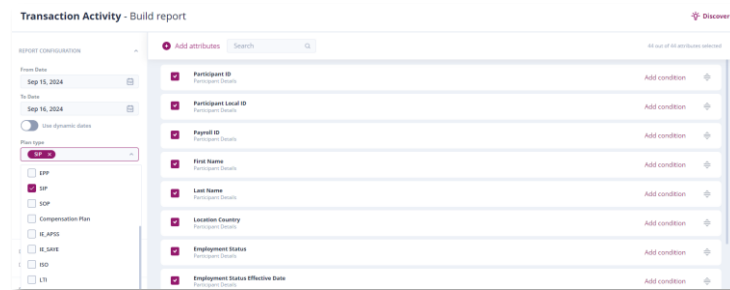 Transaction Activity - Build report
Discover
REPORT CONFIGURATION
Add attributes
Search
44 out of 44 attributes selected
From Date
Sep 15, 2024
To Date
Sep 16, 2024
Use dynamic dates
Plan type
SIP ×
EPP
SIP
SOP
Compensation Plan
IE_APSS
IE_SAYE
ISO
LTI
Participant ID
Participant Details
Add condition
Participant Local ID
Participant Details
Add condition
Payroll ID
Participant Details
Add condition
First Name
Participant Details
Add condition
Last Name
Participant Details
Add condition
Location Country
Participant Details
Add condition
Employment Status
Participant Details
Add condition
Employment Status Effective Date
Participant Details
Add condition